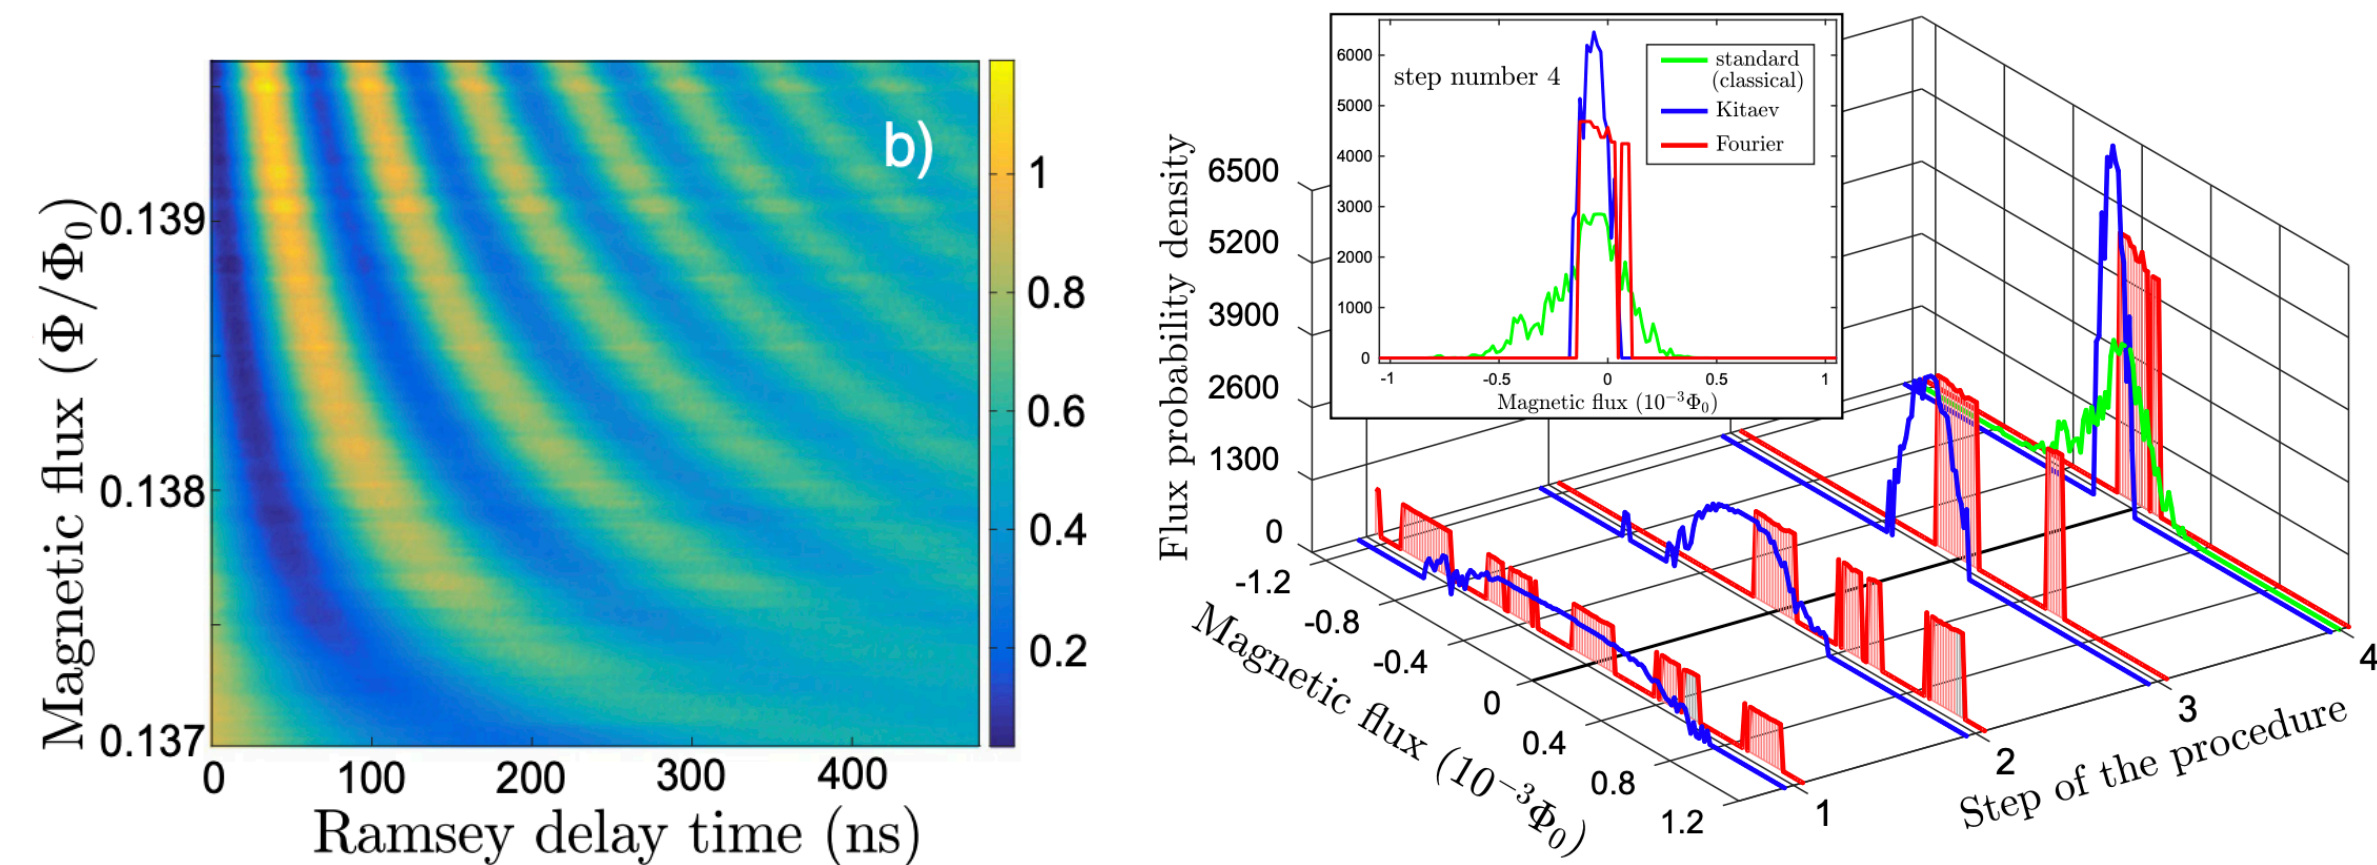 b)
Magnetic flux (Φ/Φ₀)
0.139
0.138
0.137
0 100 200 300 400
Ramsey delay time (ns)
1
0.8
0.6
0.4
0.2
Flux probability density
6500
5200
3900
2600
1300
0
step number 4
standard
(classical)
Kitaev
Fourier
6000
5000
4000
3000
2000
1000
0
-1 -0.5 0 0.5 1
Magnetic flux (10⁻³Φ₀)
-1.2
-0.8
-0.4
0
0.4
0.8
1.2
Magnetic flux (10⁻³Φ₀)
1
2
3
4
Step of the procedure